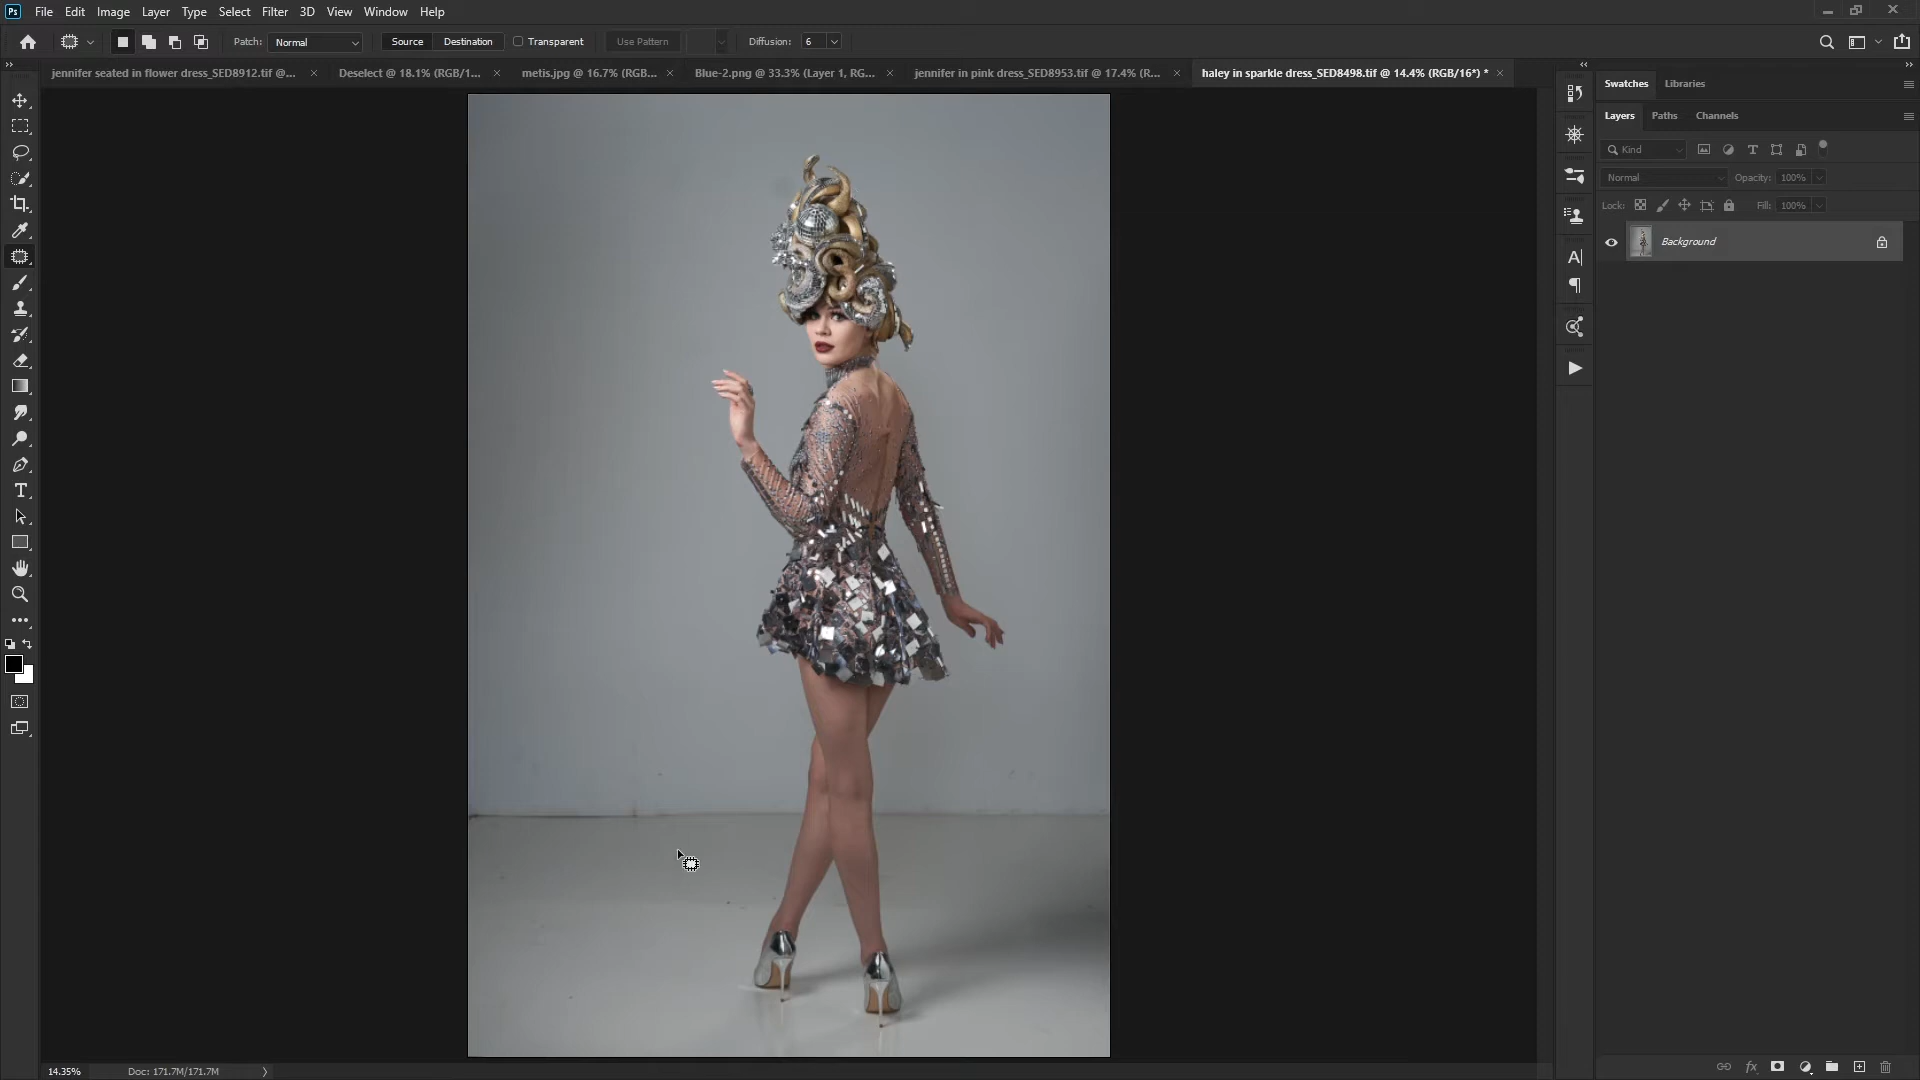 Ps File Edit Image Layer Type Select Filter 3D View Window Help
Patch: Normal Source Destination Transparent Use Pattern Diffusion: 6
jennifer seated in flower dress_SED8912.tif @... Deselect @ 18.1% (RGB/1... metis.jpg @ 16.7% (RGB... Blue-2.png @ 33.3% (Layer 1, RG... jennifer in pink dress_SED8953.tif @ 17.4% (R... haley in sparkle dress_SED8498.tif @ 14.4% (RGB/16*) *
Swatches Libraries
Layers Paths Channels
Kind
Normal Opacity: 100%
Lock: Fill: 100%
Background
14.35% Doc: 171.7M/171.7M